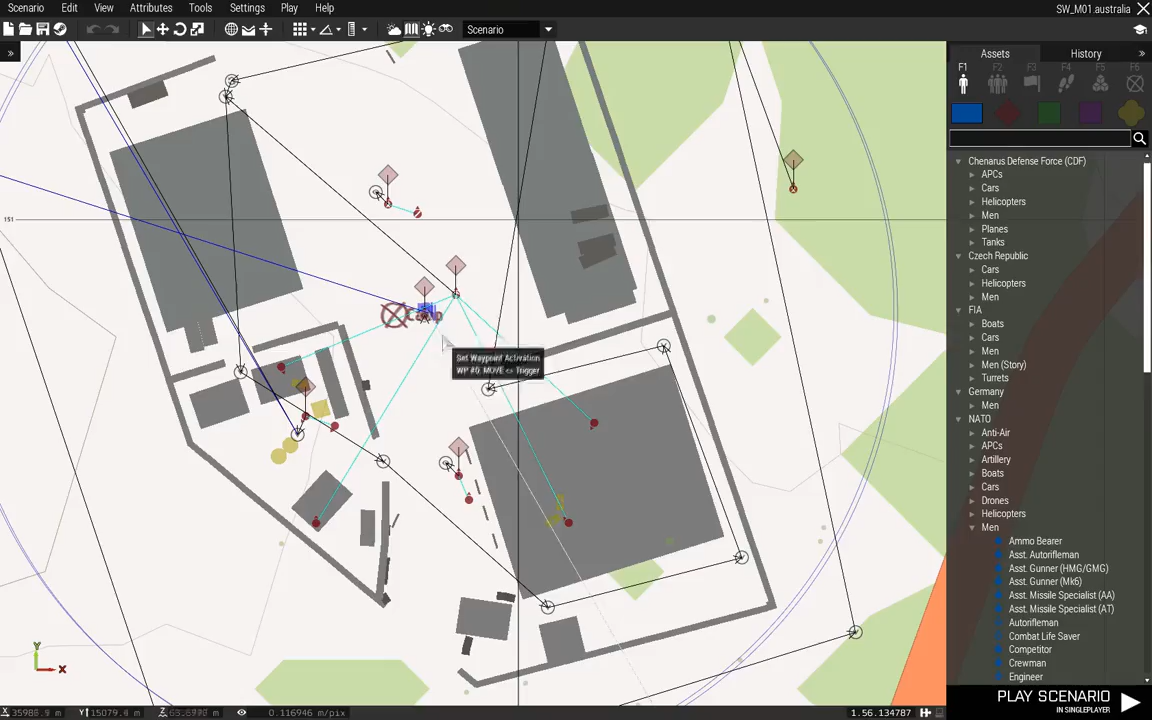 Scenario Edit View Attributes Tools Settings Play Help
SW_M01.australia
Scenario
Assets
History
F1 F2 F3 F4 F5 F6
151
Set Waypoint Activation
WP #0, MOVE <> Trigger
Chenarus Defense Force (CDF)
APCs
Cars
Helicopters
Men
Planes
Tanks
Czech Republic
Cars
Helicopters
Men
FIA
Boats
Cars
Men
Men (Story)
Turrets
Germany
Men
NATO
Anti-Air
APCs
Artillery
Boats
Cars
Drones
Helicopters
Men
Ammo Bearer
Asst. Autorifleman
Asst. Gunner (HMG/GMG)
Asst. Gunner (Mk6)
Asst. Missile Specialist (AA)
Asst. Missile Specialist (AT)
Autorifleman
Combat Life Saver
Competitor
Crewman
Engineer
Y
X
PLAY SCENARIO
IN SINGLEPLAYER
0.116946 m/pix
1.56.134787